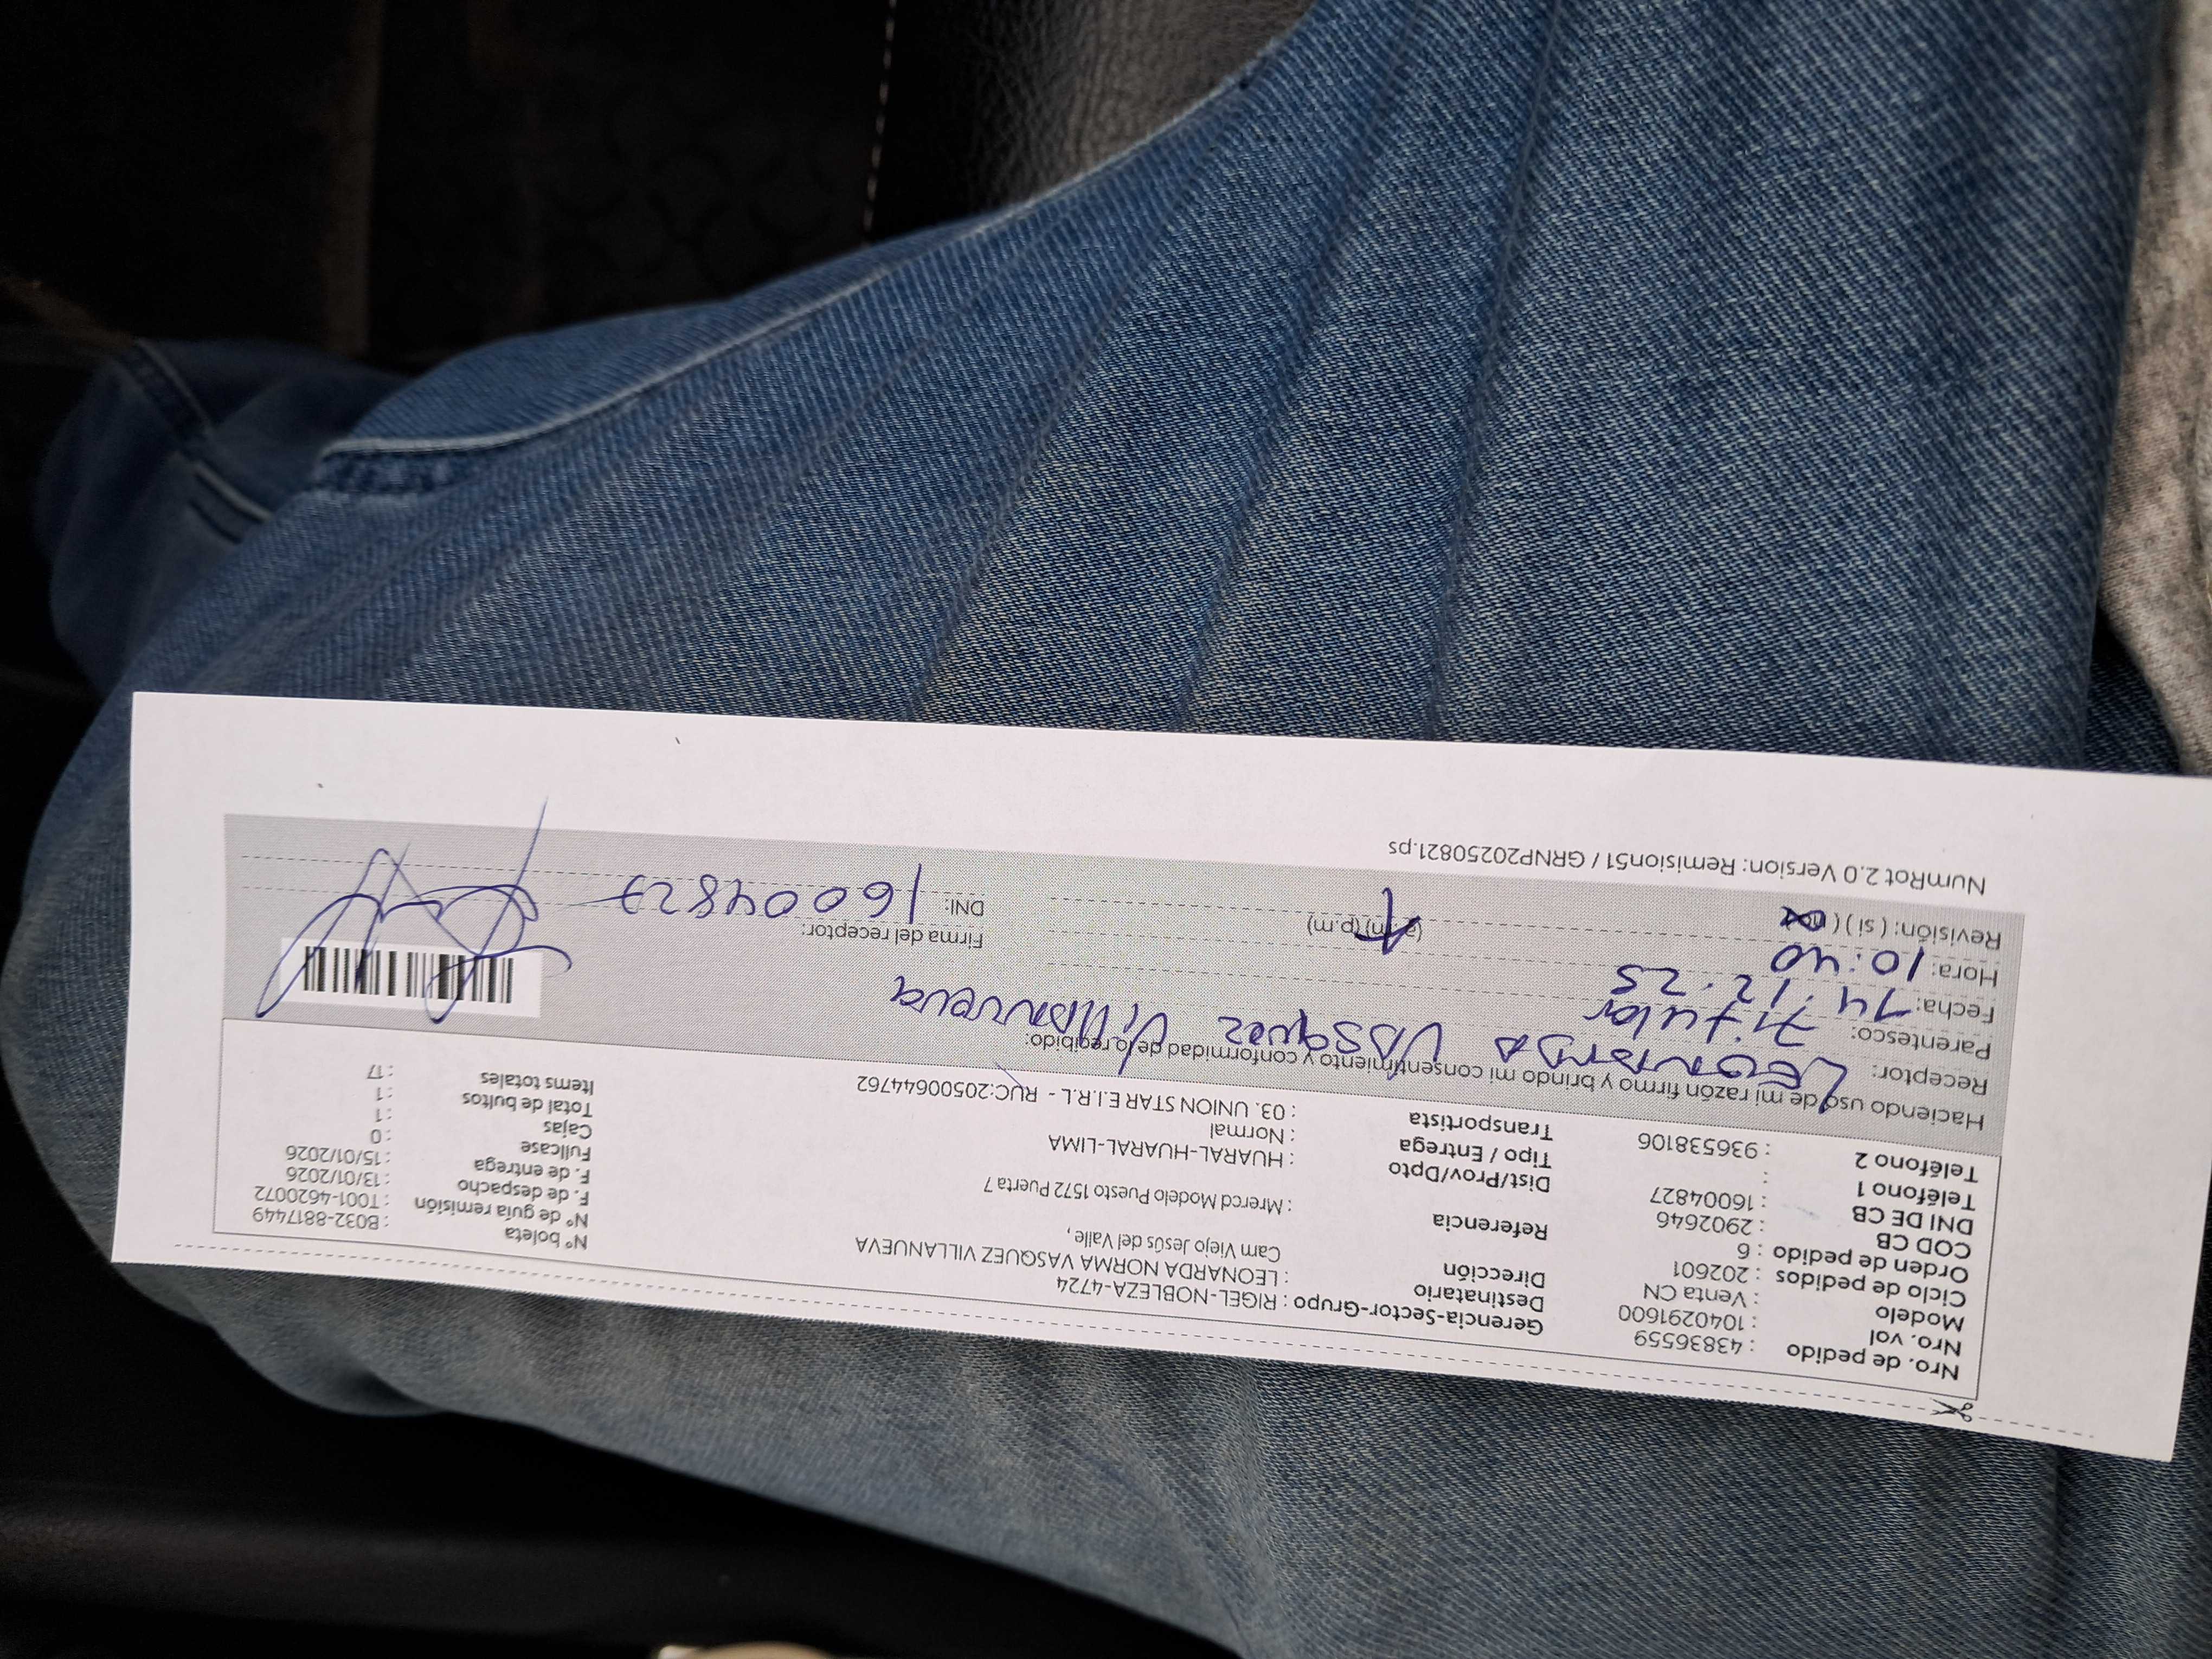 Nro. de pedido : 43836559
Nro. vol : 1040291600
Modelo : Venta CN
Ciclo de pedidos : 202601
Orden de pedido : 6
COD CB : 2902646
DNI DE CB : 16004827
Teléfono 1 :
Teléfono 2 : 936538106
Gerencia-Sector-Grupo : RIGEL-NOBLEZA-4724
Destinatario : LEONARDA NORMA VASQUEZ VILLANUEVA
Dirección Cam Viejo Jesús del Valle,
Referencia : Mrercd Modelo Puesto 1572 Puerta 7
Dist/Prov/Dpto : HUARAL-HUARAL-LIMA
Tipo / Entrega : Normal
Transportista : 03. UNION STAR E.I.R.L - RUC:20500644762
N° boleta : B032-8817449
N° de guía remisión : T001-4620072
F. de despacho : 13/01/2026
F. de entrega : 15/01/2026
Fullcase : 0
Cajas : 1
Total de bultos : 1
Items totales : 17
Haciendo uso de mi razón firmo y brindo mi consentimiento y conformidad de lo recibido:
Receptor: Leonarda Vasquez Villanueva
Parentesco: Titular
Fecha: 14.12.25
Hora: 10:40 (a.m) (p.m)
Revisión: ( si ) ( no )
Firma del receptor:
DNI: 16004827
NumRot 2.0 Version: Remision51 / GRNP20250821.ps